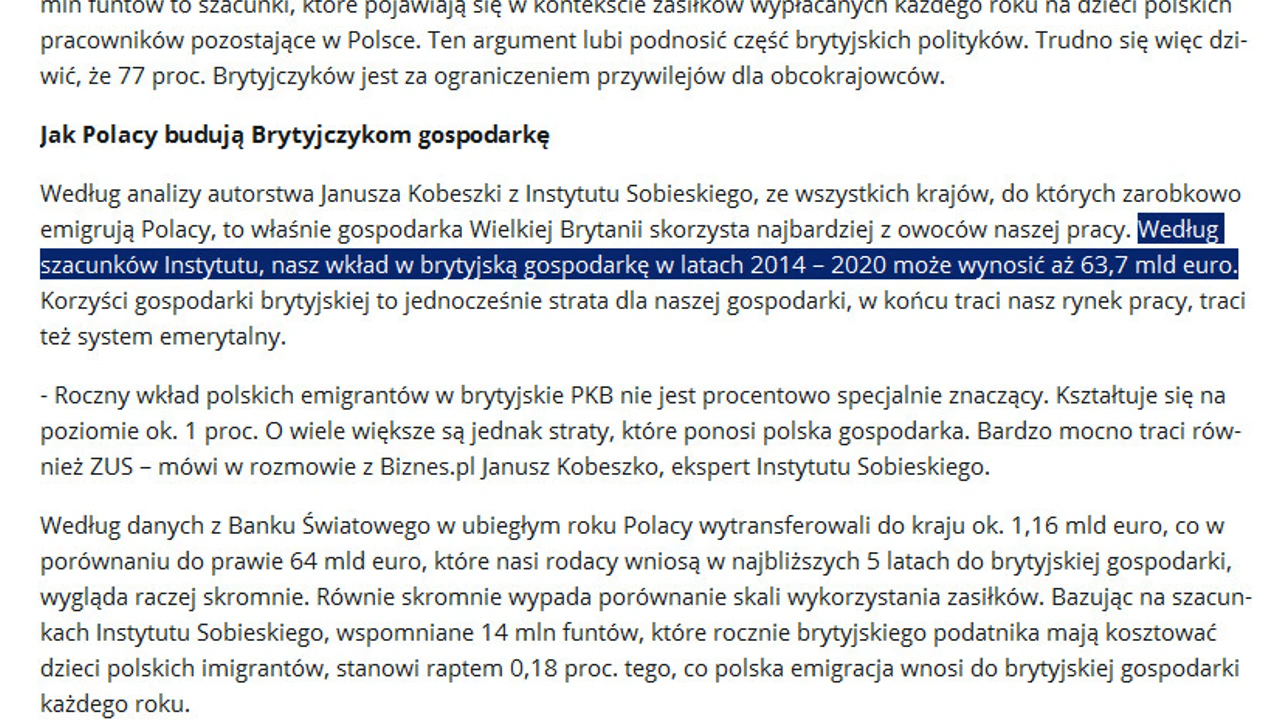 mln funtów to szacunki, które pojawiają się w kontekście zasiłków wypłacanych każdego roku na dzieci polskich
pracowników pozostające w Polsce. Ten argument lubi podnosić część brytyjskich polityków. Trudno się więc dzi-
wić, że 77 proc. Brytyjczyków jest za ograniczeniem przywilejów dla obcokrajowców.
Jak Polacy budują Brytyjczykom gospodarkę
Według analizy autorstwa Janusza Kobeszki z Instytutu Sobieskiego, ze wszystkich krajów, do których zarobkowo
emigrują Polacy, to właśnie gospodarka Wielkiej Brytanii skorzysta najbardziej z owoców naszej pracy. Według
szacunków Instytutu, nasz wkład w brytyjską gospodarkę w latach 2014 – 2020 może wynosić aż 63,7 mld euro.
Korzyści gospodarki brytyjskiej to jednocześnie strata dla naszej gospodarki, w końcu traci nasz rynek pracy, traci
też system emerytalny.
- Roczny wkład polskich emigrantów w brytyjskie PKB nie jest procentowo specjalnie znaczący. Kształtuje się na
poziomie ok. 1 proc. O wiele większe są jednak straty, które ponosi polska gospodarka. Bardzo mocno traci rów-
nież ZUS – mówi w rozmowie z Biznes.pl Janusz Kobeszko, ekspert Instytutu Sobieskiego.
Według danych z Banku Światowego w ubiegłym roku Polacy wytransferowali do kraju ok. 1,16 mld euro, co w
porównaniu do prawie 64 mld euro, które nasi rodacy wniosą w najbliższych 5 latach do brytyjskiej gospodarki,
wygląda raczej skromnie. Równie skromnie wypada porównanie skali wykorzystania zasiłków. Bazując na szacun-
kach Instytutu Sobieskiego, wspomniane 14 mln funtów, które rocznie brytyjskiego podatnika mają kosztować
dzieci polskich imigrantów, stanowi raptem 0,18 proc. tego, co polska emigracja wnosi do brytyjskiej gospodarki
każdego roku.